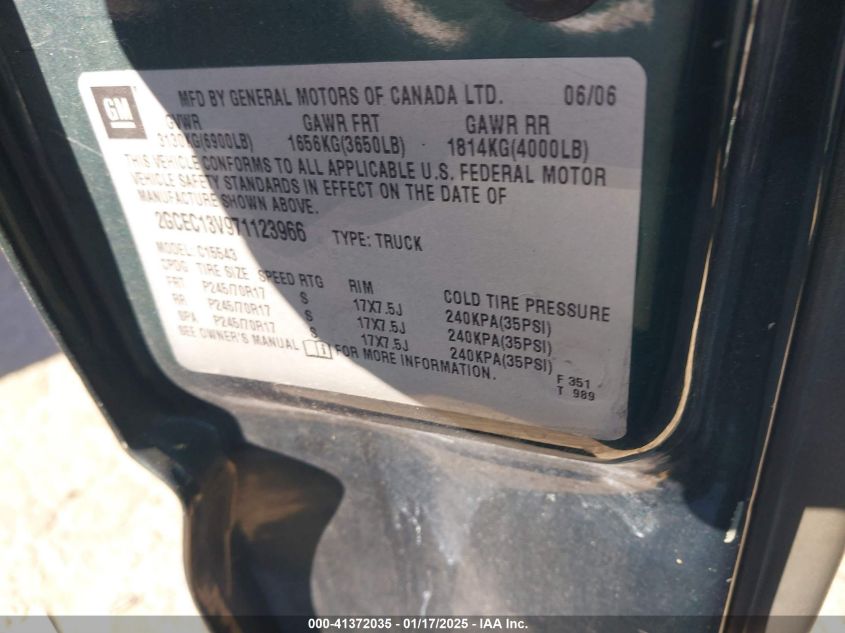 GM MFD BY GENERAL MOTORS OF CANADA LTD. 06/06
GVWR GAWR FRT GAWR RR
3130KG(6900LB) 1656KG(3650LB) 1814KG(4000LB)
THIS VEHICLE CONFORMS TO ALL APPLICABLE U.S. FEDERAL MOTOR
VEHICLE SAFETY STANDARDS IN EFFECT ON THE DATE OF
MANUFACTURE SHOWN ABOVE.
2GCEC13V971123966 TYPE: TRUCK
MODEL: C15543
CPDG TIRE SIZE SPEED RTG RIM COLD TIRE PRESSURE
FRT P245/70R17 S 17X7.5J 240KPA(35PSI)
RR P245/70R17 S 17X7.5J 240KPA(35PSI)
SPA P245/70R17 S 17X7.5J 240KPA(35PSI)
SEE OWNER'S MANUAL FOR MORE INFORMATION.
F 351
T 989
000-41372035 - 01/17/2025 - IAA Inc.